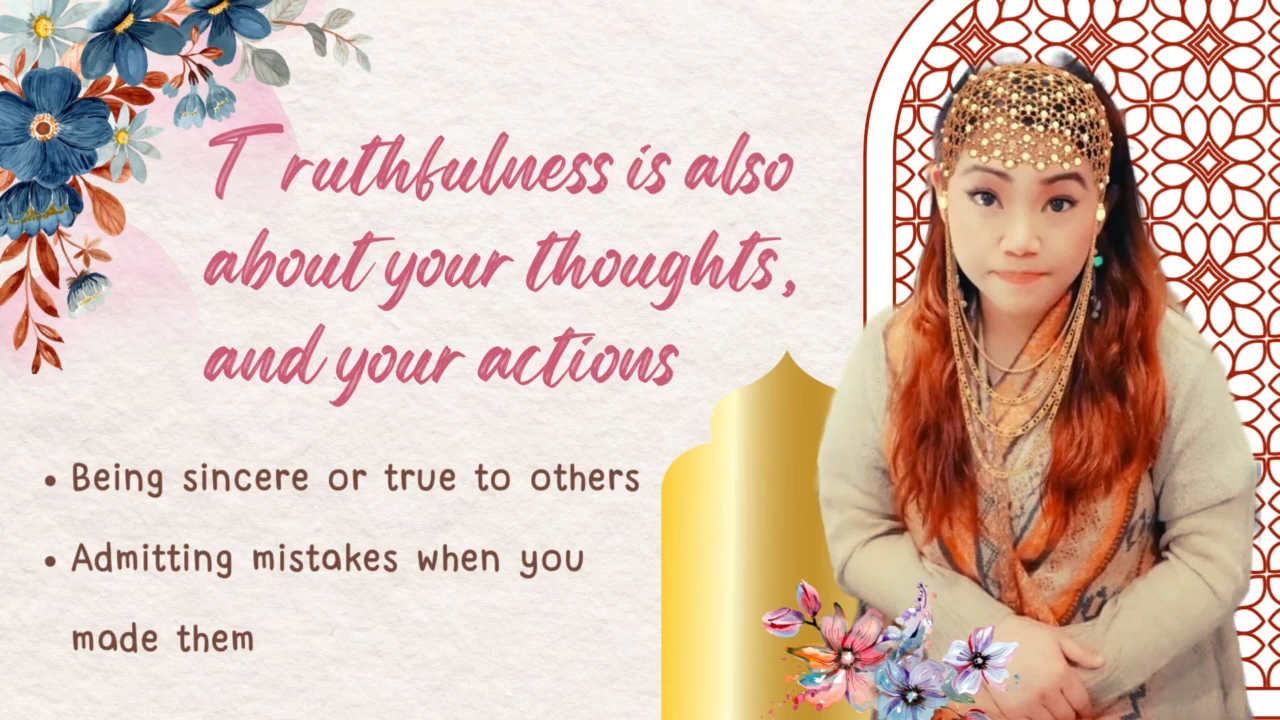 Truthfulness is also
about your thoughts,
and your actions
• Being sincere or true to others
• Admitting mistakes when you
made them